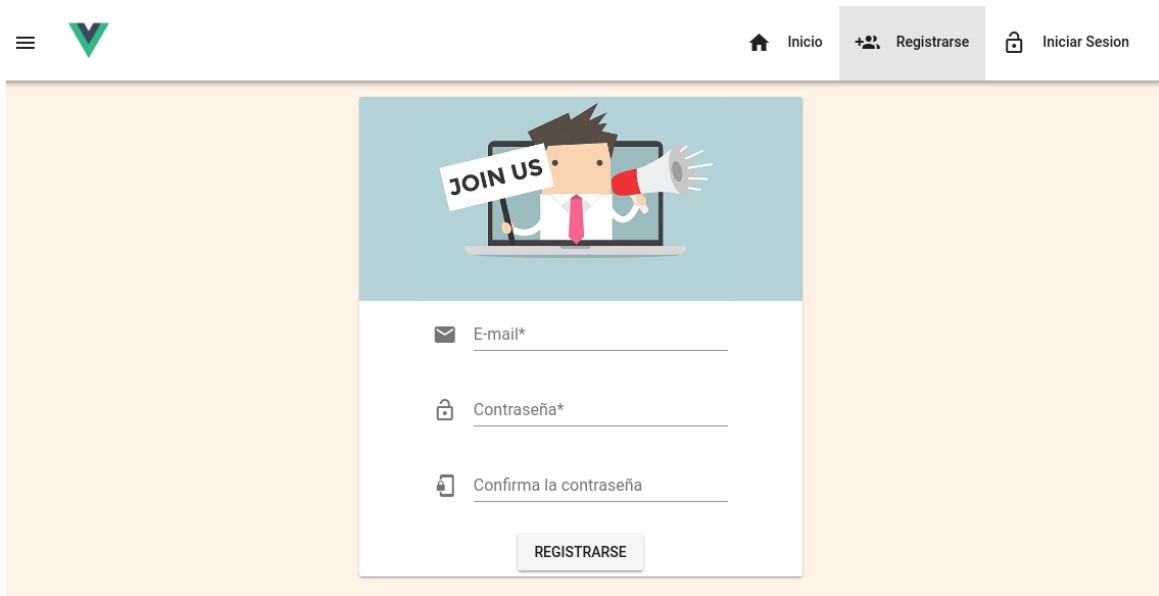 Inicio
Registrarse
Iniciar Sesion
JOIN US
E-mail*
Contraseña*
Confirma la contraseña
REGISTRARSE